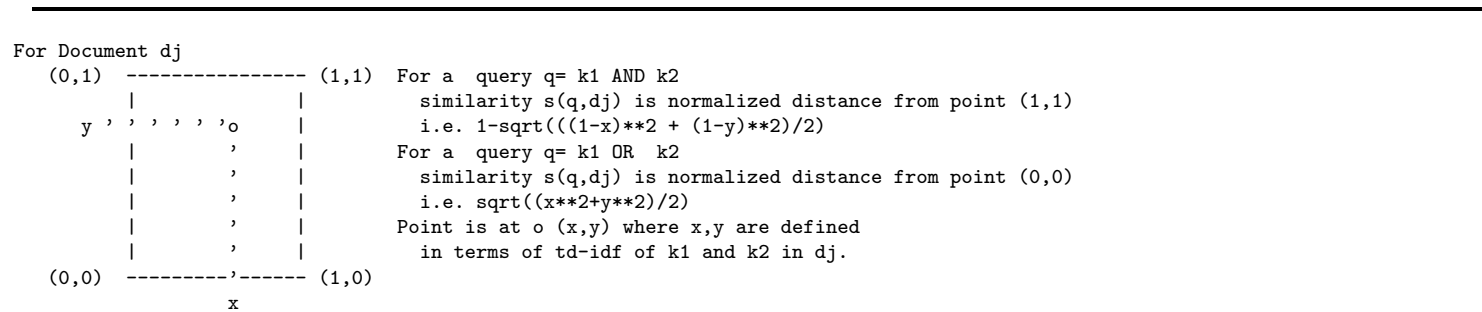 For Document dj
(0,1) ---------------- (1,1) For a query q= k1 AND k2
| | similarity s(q,dj) is normalized distance from point (1,1)
y ’ ’ ’ ’ ’ ’o | i.e. 1-sqrt(((1-x)**2 + (1-y)**2)/2)
| ’ | For a query q= k1 OR k2
| ’ | similarity s(q,dj) is normalized distance from point (0,0)
| ’ | i.e. sqrt((x**2+y**2)/2)
| ’ | Point is at o (x,y) where x,y are defined
| ’ | in terms of td-idf of k1 and k2 in dj.
(0,0) ---------’------ (1,0)
x